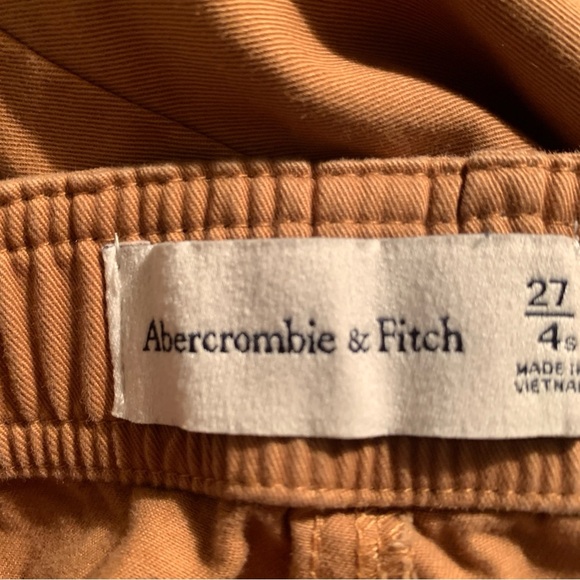 Abercrombie & Fitch
27
4s
MADE I
VIETNA